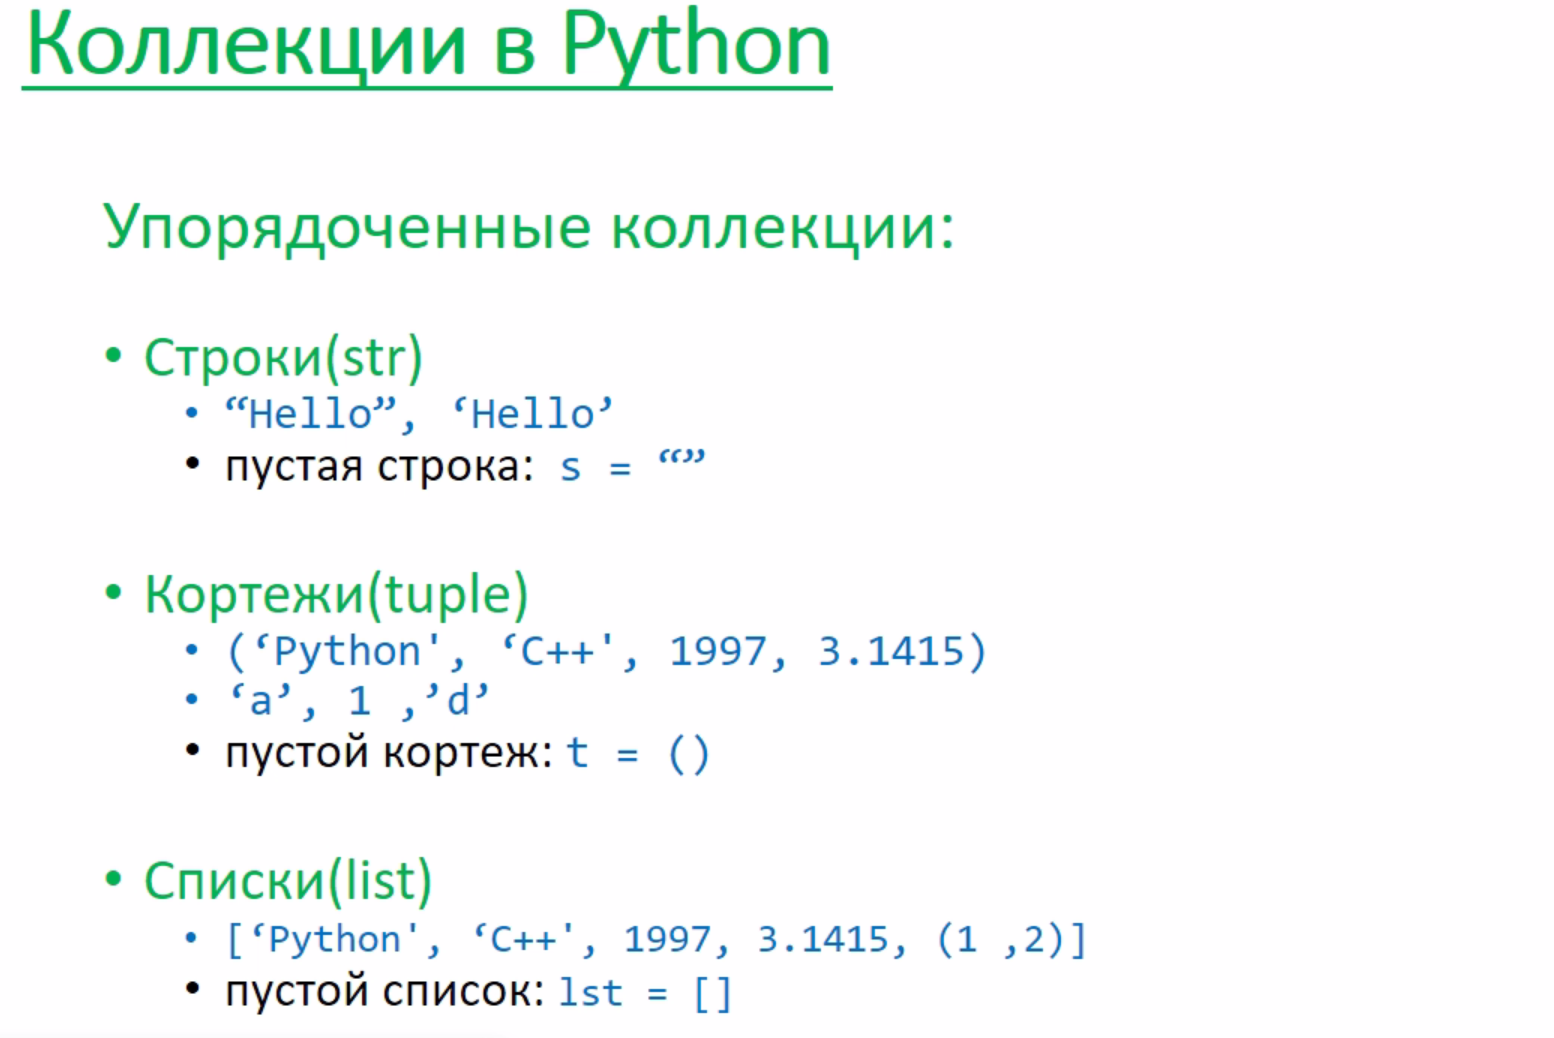 Коллекции в Python
Упорядоченные коллекции:
• Строки(str)
• “Hello”, ‘Hello’
• пустая строка: s = “”
• Кортежи(tuple)
• (‘Python', ‘C++', 1997, 3.1415)
• ‘a’, 1 ,’d’
• пустой кортеж: t = ()
• Списки(list)
• [‘Python', ‘C++', 1997, 3.1415, (1 ,2)]
• пустой список: lst = []